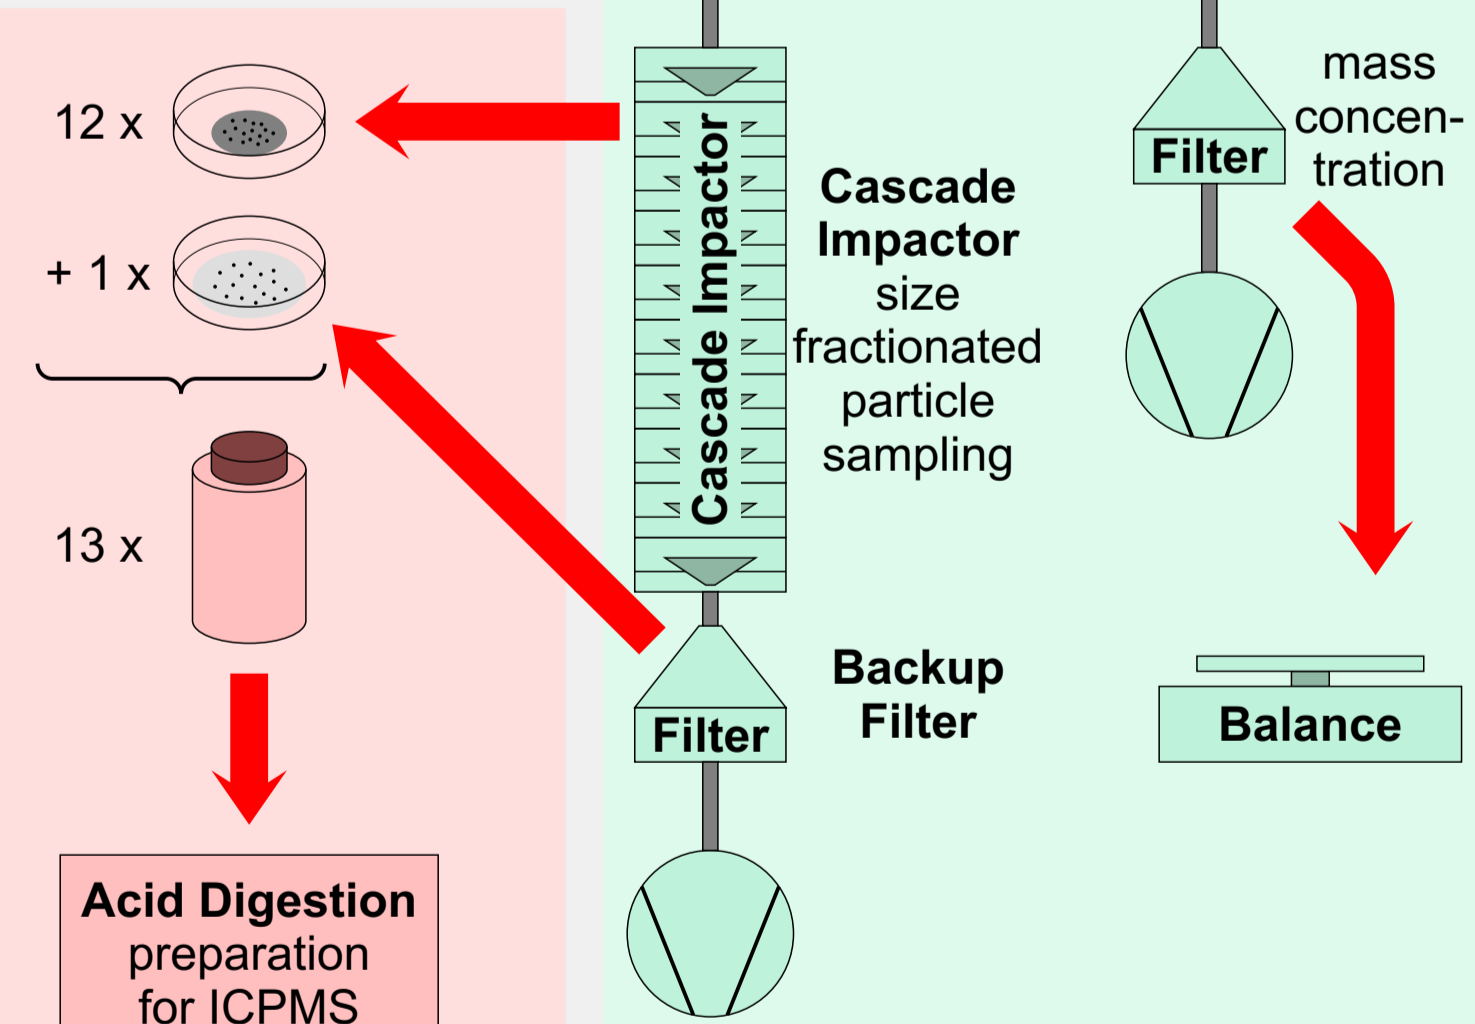 12 x
+ 1 x
13 x
Acid Digestion
preparation
for ICPMS
Cascade Impactor
Cascade
Impactor
size
fractionated
particle
sampling
Filter
Backup
Filter
Filter
mass
concen-
tration
Balance